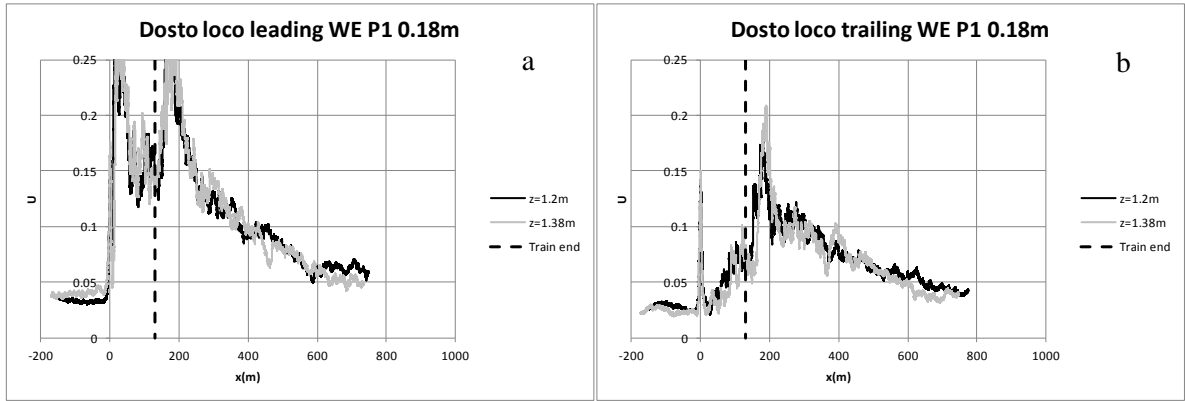 Dosto loco leading WE P1 0.18m
a
0.25
0.2
0.15
0.1
0.05
0
U
-200 0 200 400 600 800 1000
x(m)
z=1.2m
z=1.38m
Train end
Dosto loco trailing WE P1 0.18m
b
0.25
0.2
0.15
0.1
0.05
0
U
-200 0 200 400 600 800 1000
x(m)
z=1.2m
z=1.38m
Train end